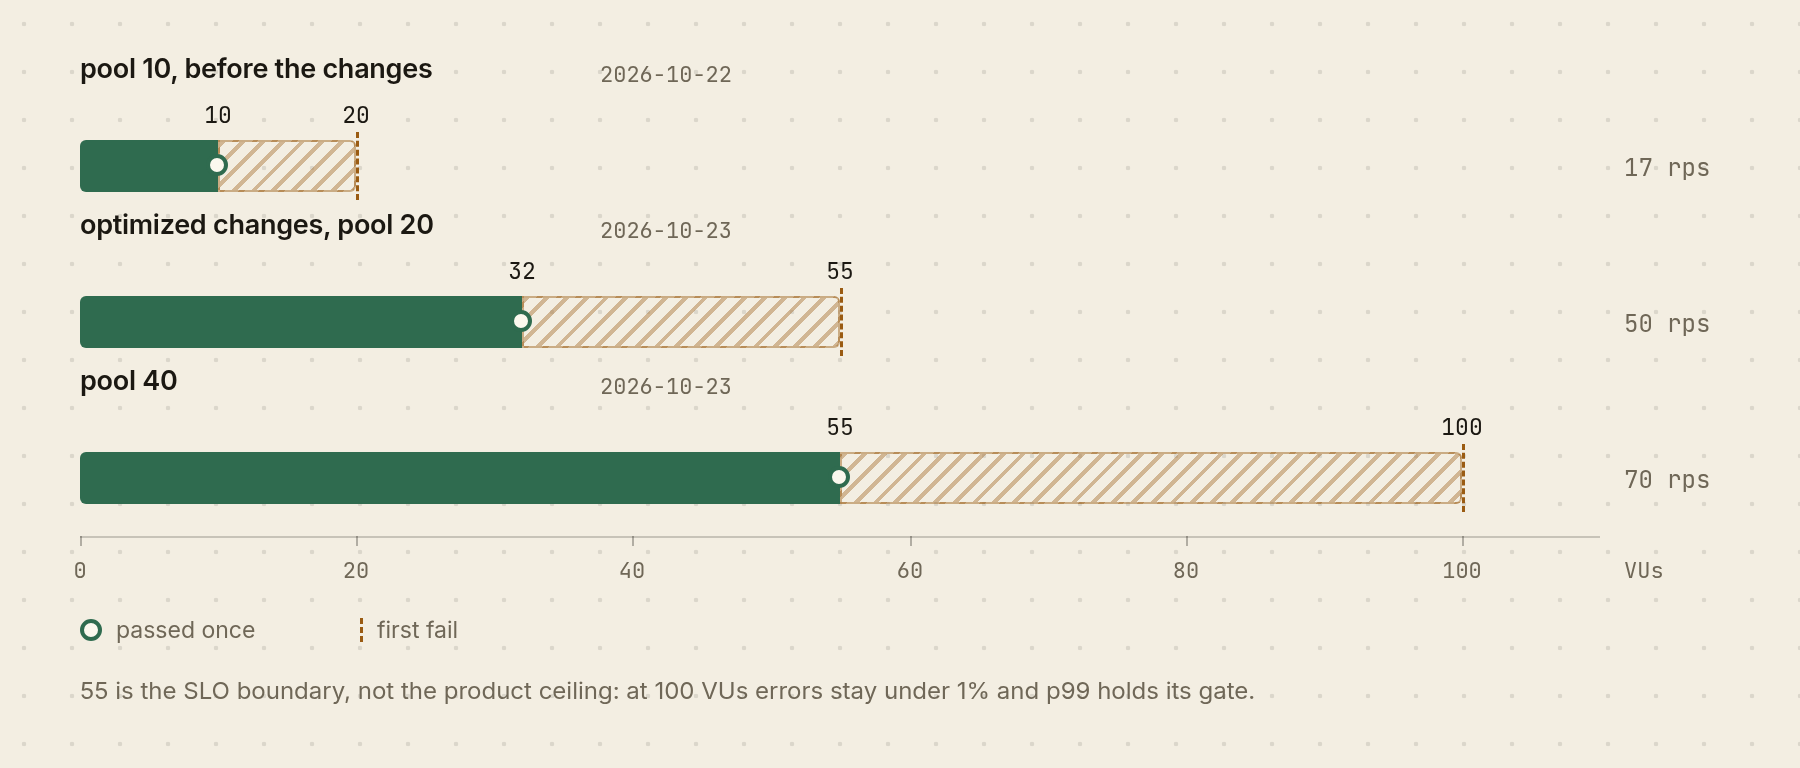 pool 10, before the changes 2026-10-22
10 20
17 rps
optimized changes, pool 20 2026-10-23
32 55
50 rps
pool 40 2026-10-23
55 100
70 rps
0 20 40 60 80 100 VUs
passed once first fail
55 is the SLO boundary, not the product ceiling: at 100 VUs errors stay under 1% and p99 holds its gate.